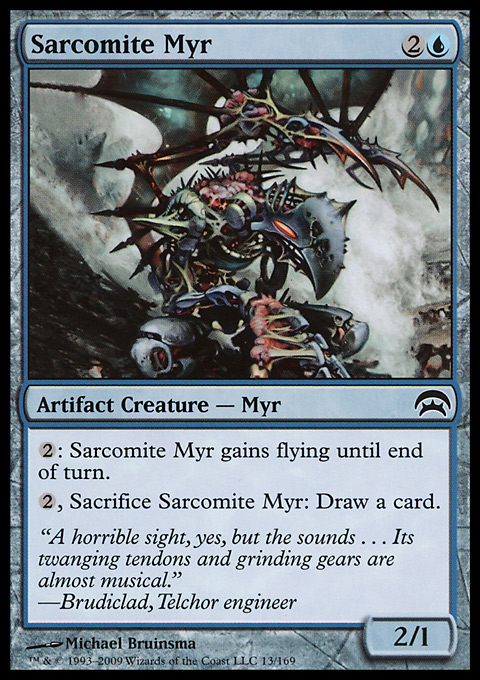 Sarcomite Myr 2
Artifact Creature — Myr
2: Sarcomite Myr gains flying until end
of turn.
2, Sacrifice Sarcomite Myr: Draw a card.
“A horrible sight, yes, but the sounds . . . Its
twanging tendons and grinding gears are
almost musical.”
—Brudiclad, Telchor engineer
2/1
Michael Bruinsma
™ & © 1993–2009 Wizards of the Coast LLC 13/169